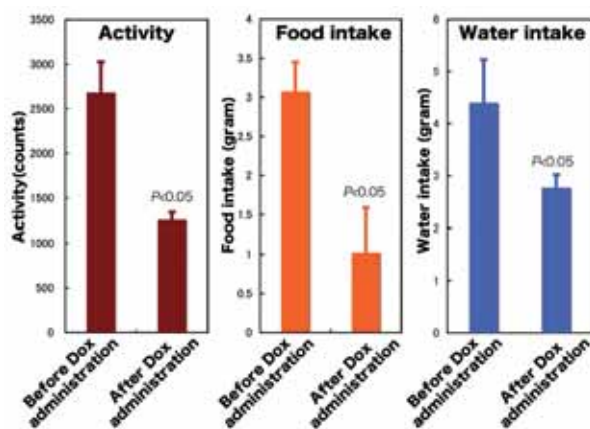 Activity
Activity(counts)
3500
3000
2500
2000
1500
1000
500
0
P<0.05
Before Dox
administration
After Dox
administration
Food intake
Food intake (gram)
4
3.5
3
2.5
2
1.5
1
0.5
0
P<0.05
Before Dox
administration
After Dox
administration
Water intake
Water intake (gram)
6
5
4
3
2
1
0
P<0.05
Before Dox
administration
After Dox
administration